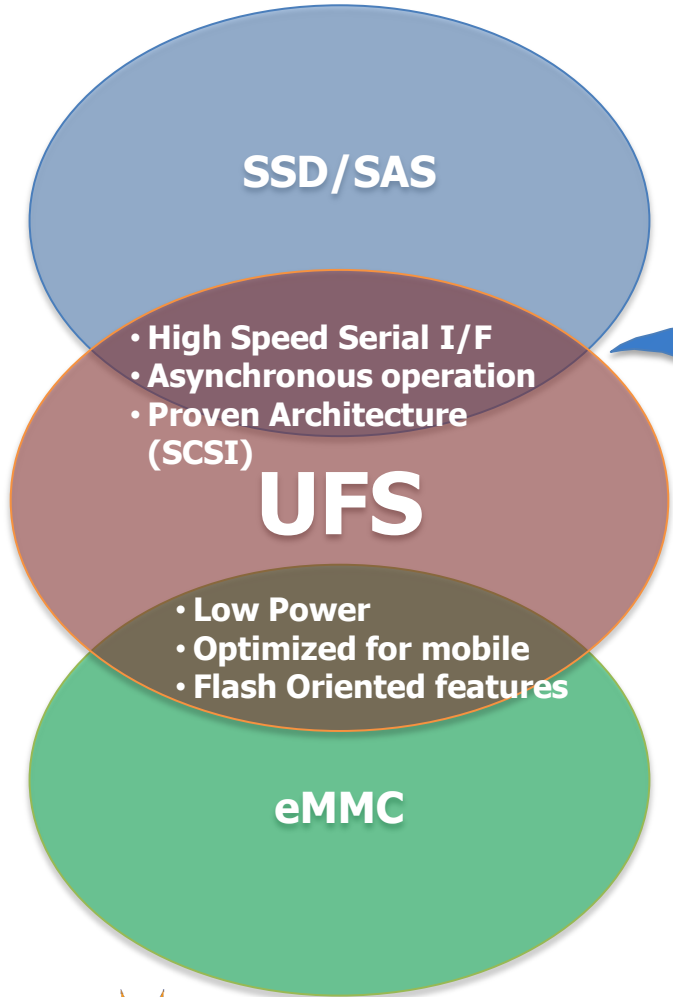 SSD/SAS
• High Speed Serial I/F
• Asynchronous operation
• Proven Architecture
(SCSI)
UFS
• Low Power
• Optimized for mobile
• Flash Oriented features
eMMC